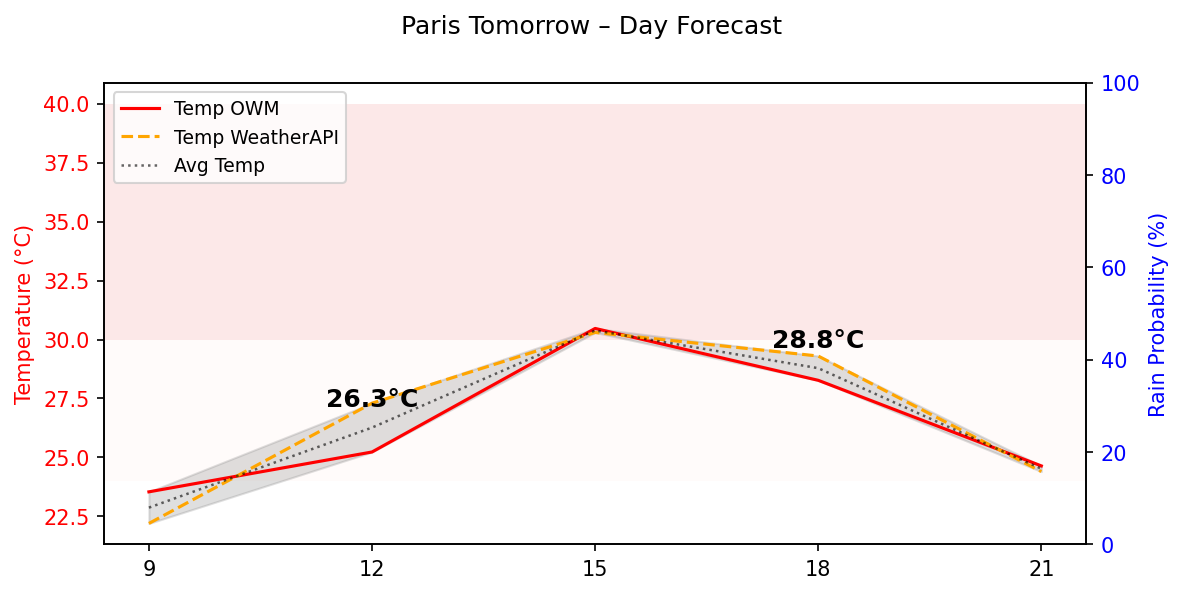 Paris Tomorrow – Day Forecast
Temp OWM
Temp WeatherAPI
Avg Temp
Temperature (°C)
40.0
37.5
35.0
32.5
30.0
27.5
25.0
22.5
26.3°C
28.8°C
100
80
60
40
20
0
Rain Probability (%)
9 12 15 18 21